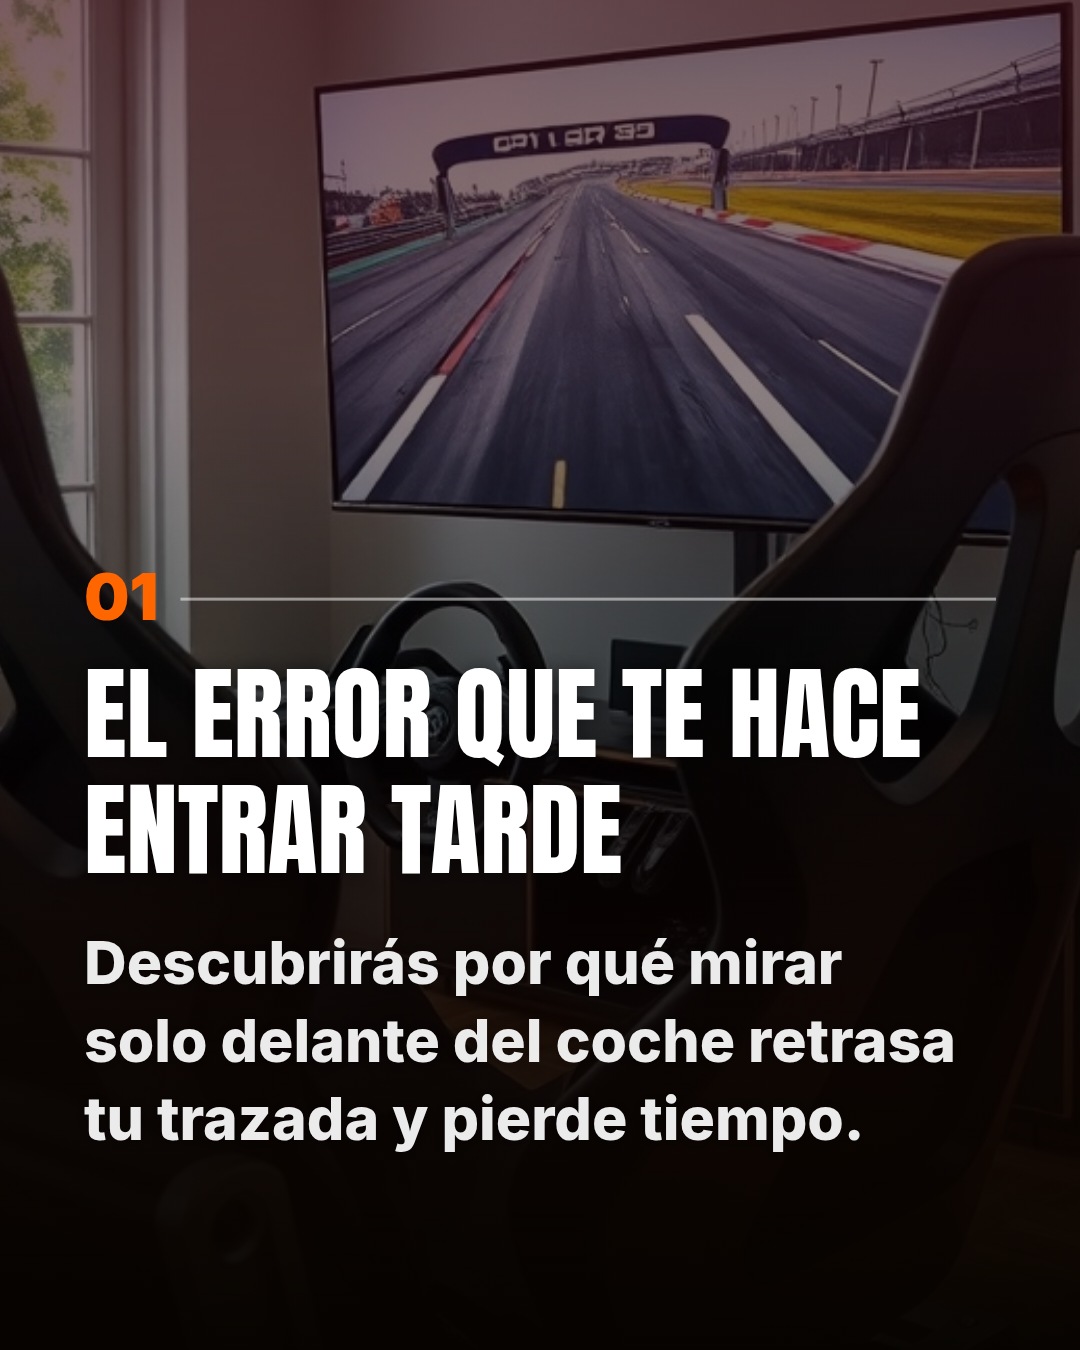 01
EL ERROR QUE TE HACE
ENTRAR TARDE
Descubrirás por qué mirar
solo delante del coche retrasa
tu trazada y pierde tiempo.